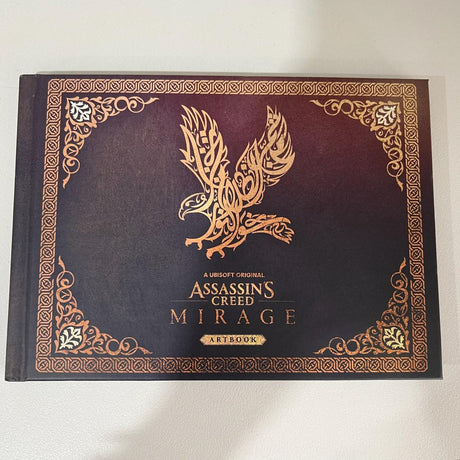 A UBISOFT ORIGINAL
ASSASSIN'S
CREED
MIRAGE
ARTBOOK